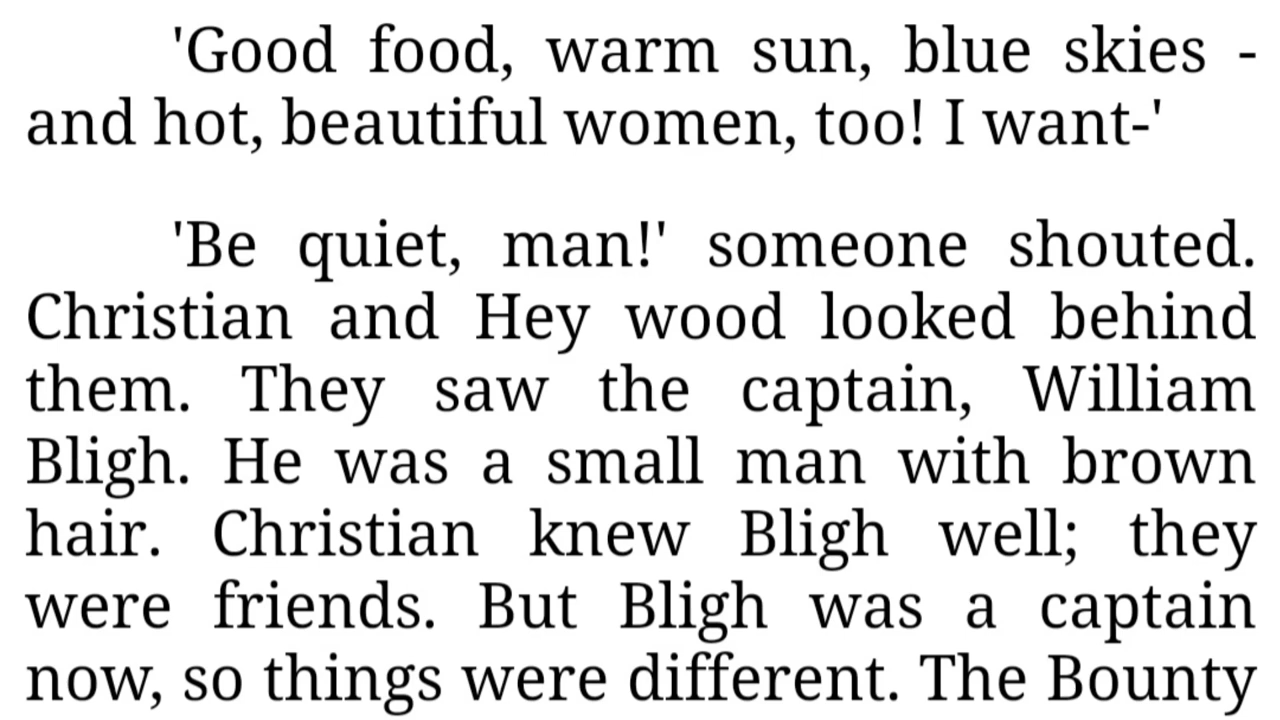 'Good food, warm sun, blue skies -
and hot, beautiful women, too! I want-'
'Be quiet, man!' someone shouted.
Christian and Hey wood looked behind
them. They saw the captain, William
Bligh. He was a small man with brown
hair. Christian knew Bligh well; they
were friends. But Bligh was a captain
now, so things were different. The Bounty